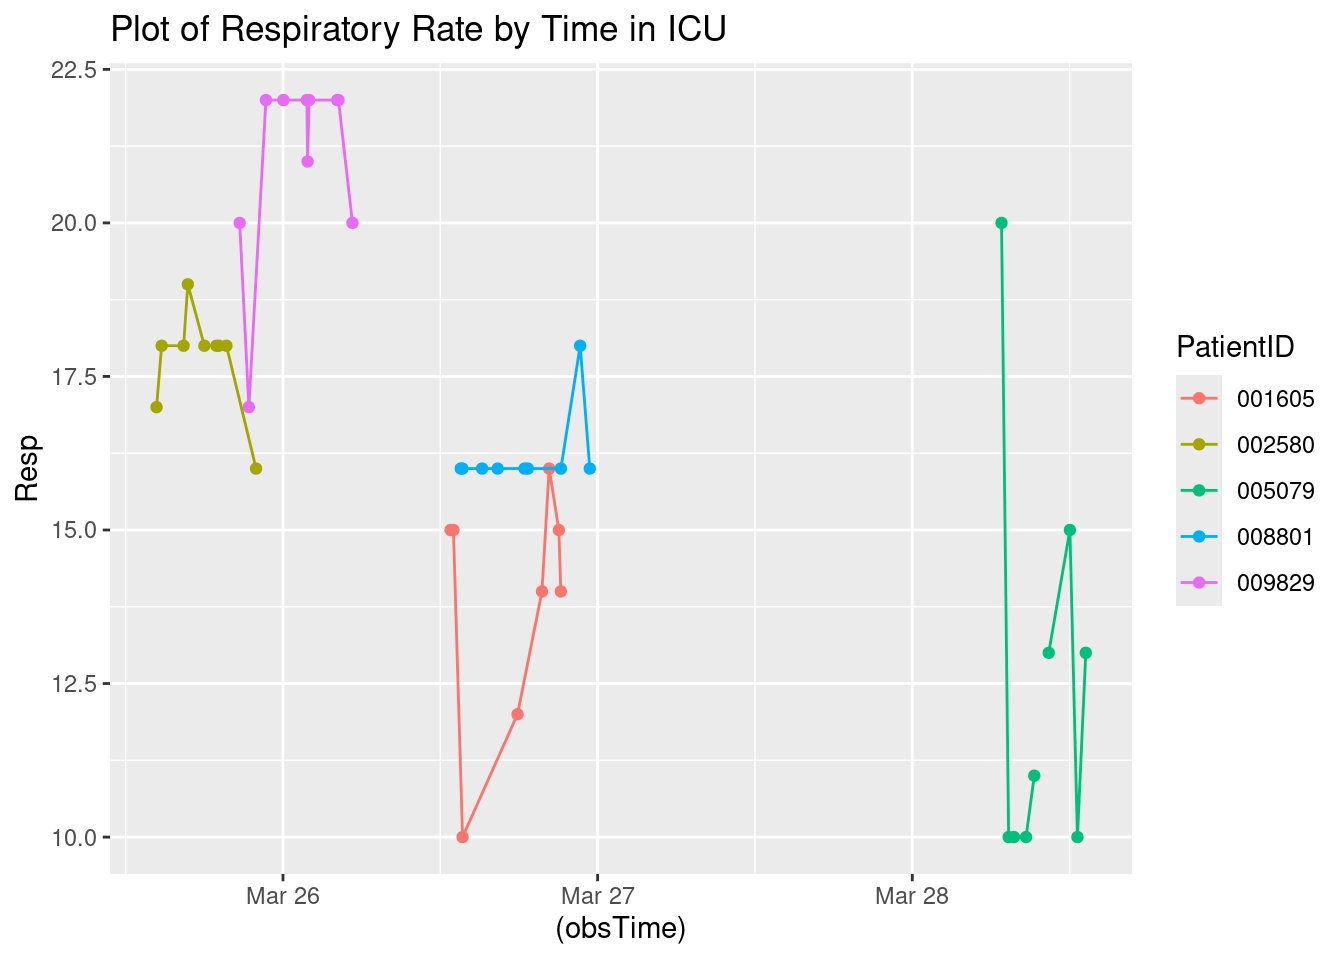 Plot of Respiratory Rate by Time in ICU
22.5
20.0
17.5
15.0
12.5
10.0
Resp
Mar 26
Mar 27
Mar 28
(obsTime)
PatientID
001605
002580
005079
008801
009829